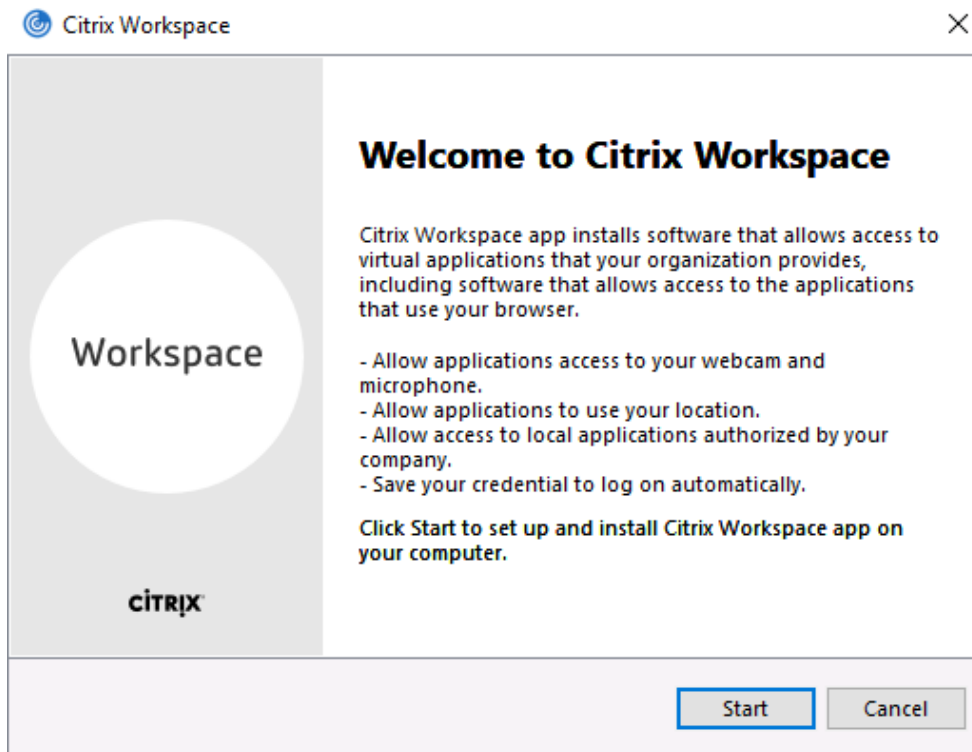 Citrix Workspace
Welcome to Citrix Workspace
Citrix Workspace app installs software that allows access to
virtual applications that your organization provides,
including software that allows access to the applications
that use your browser.
- Allow applications access to your webcam and
microphone.
- Allow applications to use your location.
- Allow access to local applications authorized by your
company.
- Save your credential to log on automatically.
Click Start to set up and install Citrix Workspace app on
your computer.
Workspace
CİTRİX
Start
Cancel